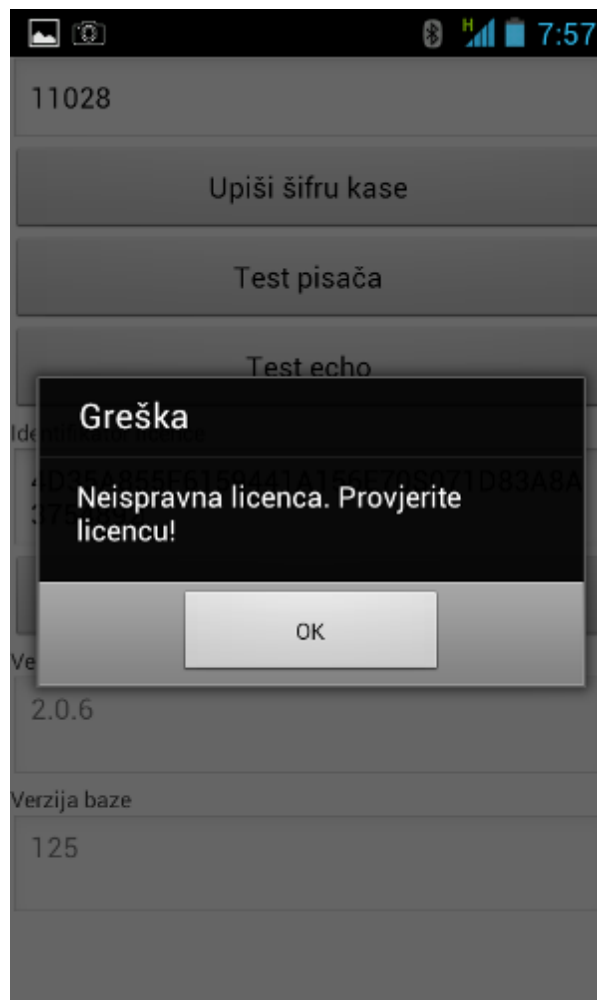 H 7:57
11028
Upiši šifru kase
Test pisača
Test echo
Greška
Neispravna licenca. Provjerite
licencu!
OK
2.0.6
Verzija baze
125